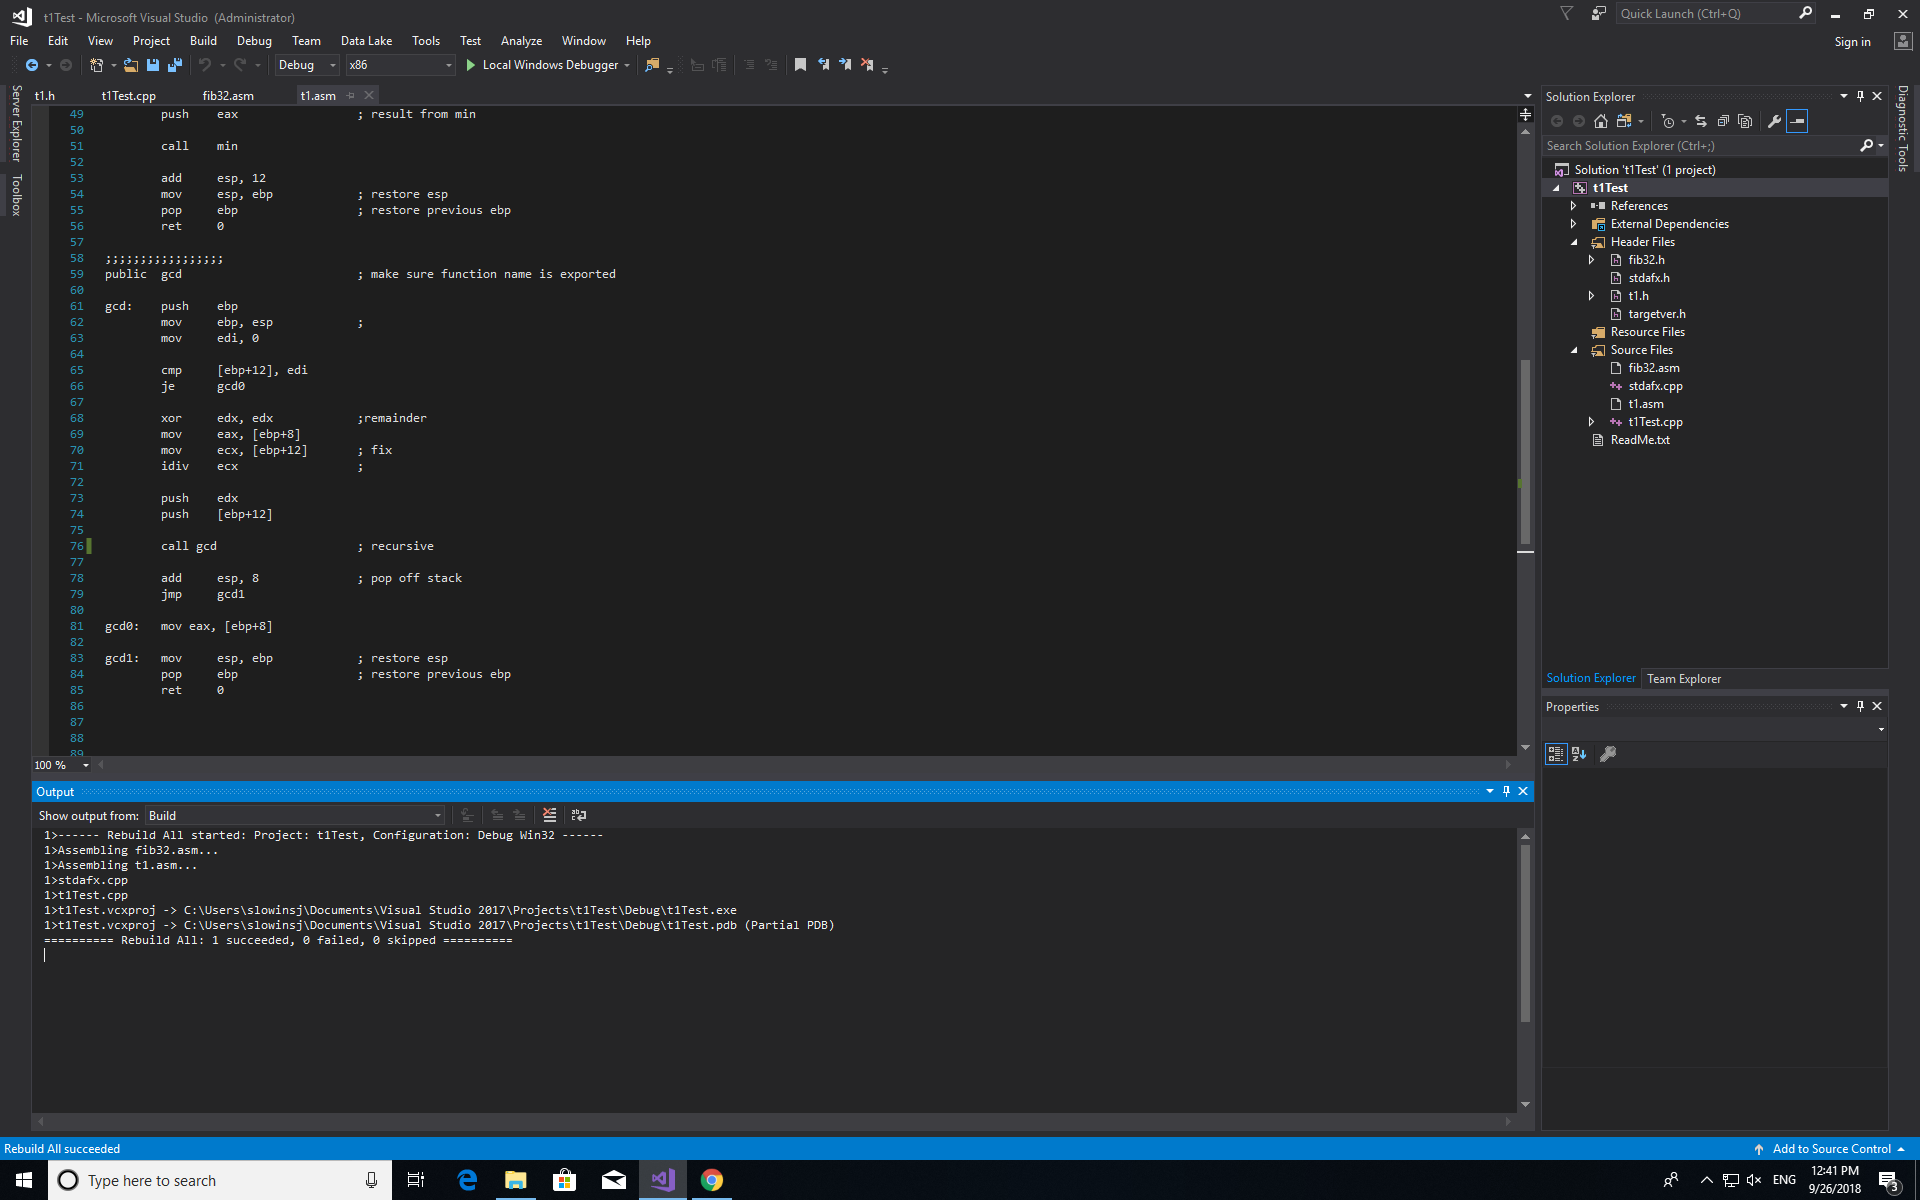 t1Test - Microsoft Visual Studio (Administrator)
Quick Launch (Ctrl+Q)
File Edit View Project Build Debug Team Data Lake Tools Test Analyze Window Help
Sign in
Debug x86 Local Windows Debugger
Server Explorer
Toolbox
t1.h t1Test.cpp fib32.asm t1.asm
49 push eax ; result from min
50
51 call min
52
53 add esp, 12
54 mov esp, ebp ; restore esp
55 pop ebp ; restore previous ebp
56 ret 0
57
58 ;;;;;;;;;;;;;;;;;
59 public gcd ; make sure function name is exported
60
61 gcd: push ebp
62 mov ebp, esp ;
63 mov edi, 0
64
65 cmp [ebp+12], edi
66 je gcd0
67
68 xor edx, edx ;remainder
69 mov eax, [ebp+8]
70 mov ecx, [ebp+12] ; fix
71 idiv ecx ;
72
73 push edx
74 push [ebp+12]
75
76 call gcd ; recursive
77
78 add esp, 8 ; pop off stack
79 jmp gcd1
80
81 gcd0: mov eax, [ebp+8]
82
83 gcd1: mov esp, ebp ; restore esp
84 pop ebp ; restore previous ebp
85 ret 0
86
87
88
89
100 %
Output
Show output from: Build
1>------ Rebuild All started: Project: t1Test, Configuration: Debug Win32 ------
1>Assembling fib32.asm...
1>Assembling t1.asm...
1>stdafx.cpp
1>t1Test.cpp
1>t1Test.vcxproj -> C:\Users\slowinsj\Documents\Visual Studio 2017\Projects\t1Test\Debug\t1Test.exe
1>t1Test.vcxproj -> C:\Users\slowinsj\Documents\Visual Studio 2017\Projects\t1Test\Debug\t1Test.pdb (Partial PDB)
========== Rebuild All: 1 succeeded, 0 failed, 0 skipped ==========
Solution Explorer
Search Solution Explorer (Ctrl+;)
Solution 't1Test' (1 project)
t1Test
References
External Dependencies
Header Files
fib32.h
stdafx.h
t1.h
targetver.h
Resource Files
Source Files
fib32.asm
stdafx.cpp
t1.asm
t1Test.cpp
ReadMe.txt
Solution Explorer Team Explorer
Properties
Diagnostic Tools
Rebuild All succeeded
Add to Source Control
Type here to search
ENG
12:41 PM
9/26/2018
3